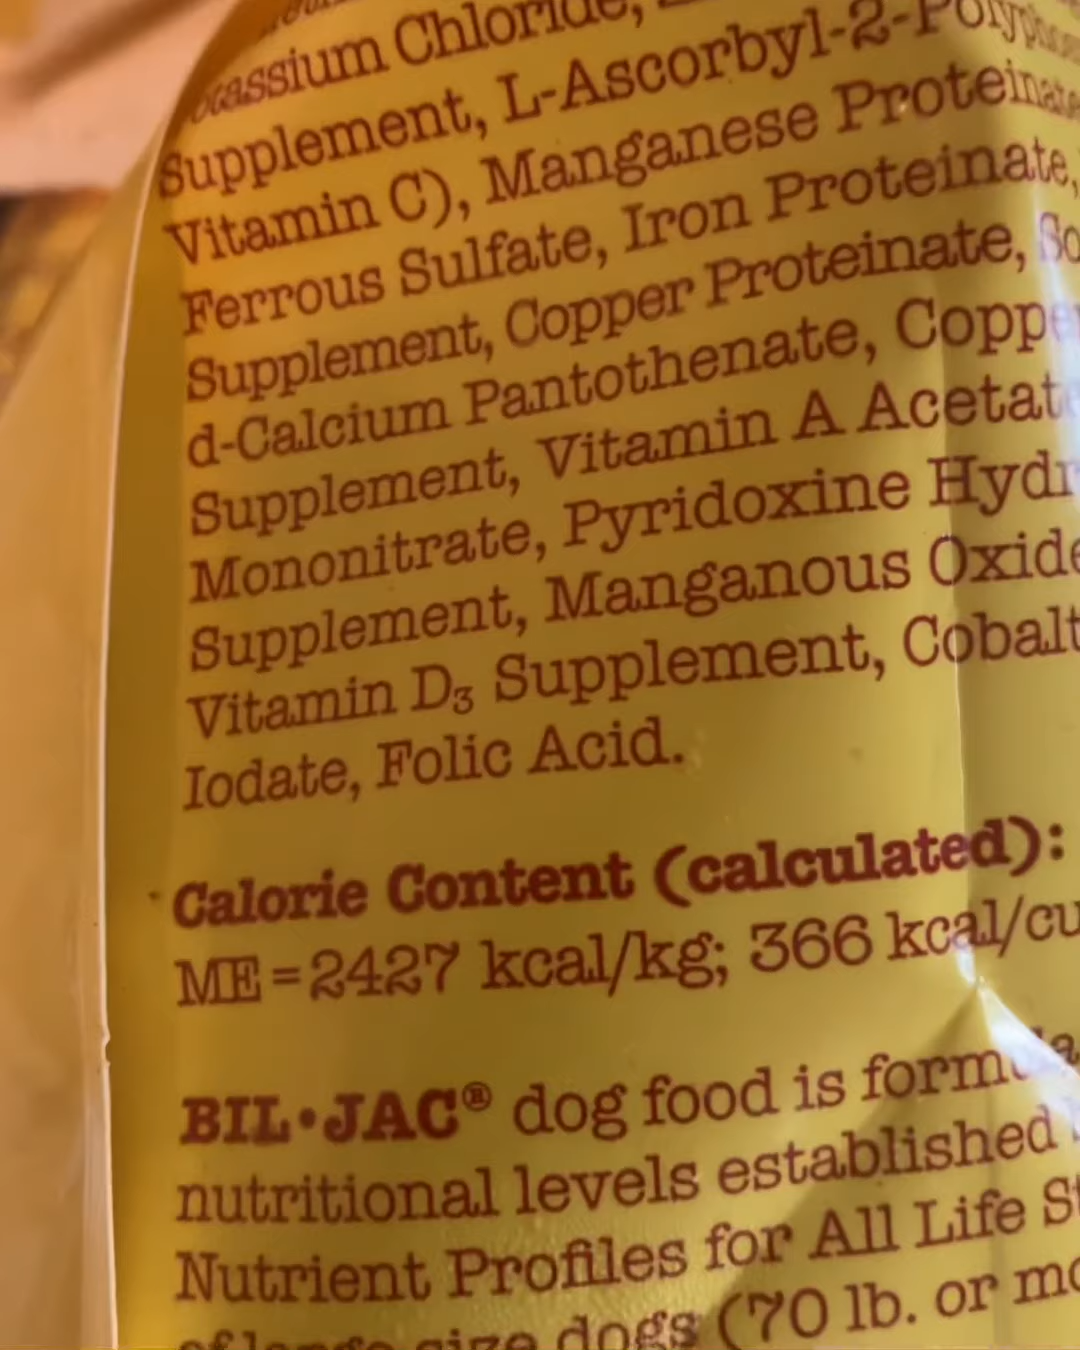 Chloride,
Supplement, L-Ascorbyl-2-
Vitamin C), Manganese Proteinate
Ferrous Sulfate, Iron Proteinate,
Supplement, Copper Proteinate,
d-Calcium Pantothenate,
Supplement, Vitamin A
Mononitrate, Pyridoxine
Supplement, Manganous
Vitamin D₃ Supplement,
Iodate, Folic Acid.
Calorie Content (calculated):
ME=2427 kcal/kg; 366
BIL•JAC® dog food is
nutritional levels established
Nutrient Profiles for All Life
size dogs (70 lb. or